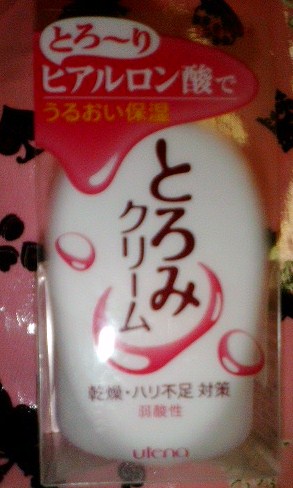 とろ〜り
ヒアルロン酸で
うるおい保湿
とろみ
クリーム
乾燥・ハリ不足 対策
弱酸性
utena